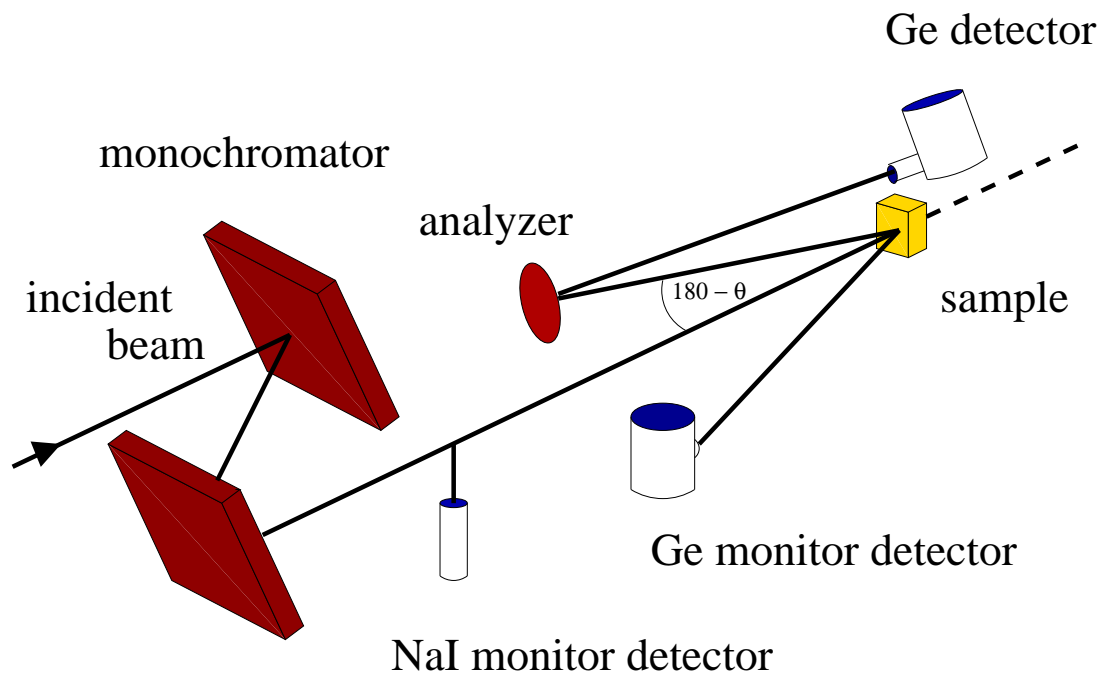 Ge detector
monochromator
analyzer
incident
beam
180 – θ
sample
Ge monitor detector
NaI monitor detector